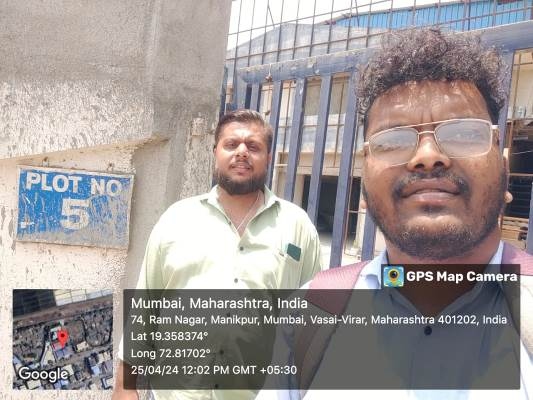 PLOT NO
5
GPS Map Camera
Mumbai, Maharashtra, India
74, Ram Nagar, Manikpur, Mumbai, Vasai-Virar, Maharashtra 401202, India
Lat 19.358374°
Long 72.81702°
25/04/24 12:02 PM GMT +05:30
Google